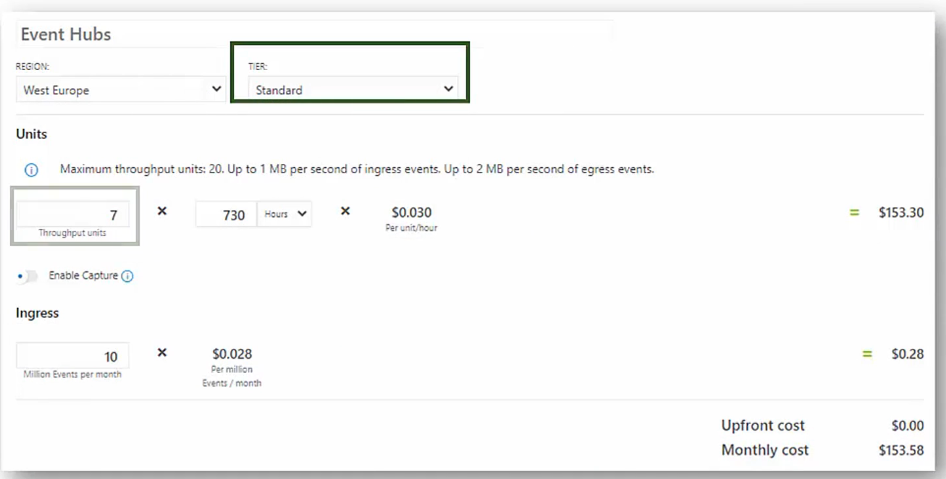 Event Hubs
REGION:
TIER:
West Europe
Standard
Units
Maximum throughput units: 20. Up to 1 MB per second of ingress events. Up to 2 MB per second of egress events.
7 × 730 Hours × $0.030 = $153.30
Throughput units
Per unit/hour
Enable Capture
Ingress
10 × $0.028 = $0.28
Million Events per month
Per million
Events / month
Upfront cost $0.00
Monthly cost $153.58